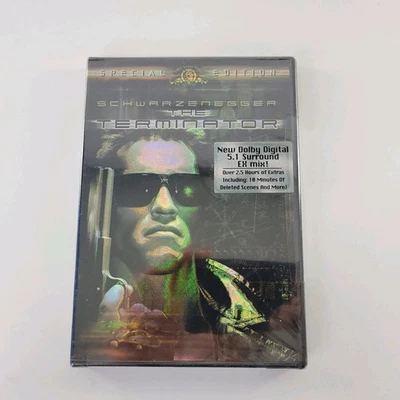 SPECIAL EDITION
SCHWARZENEGGER
THE
TERMINATOR
New Dolby Digital
5.1 Surround
EX mix!
Over 2.5 Hours of Extras
Including: 18 Minutes Of
Deleted Scenes And More!